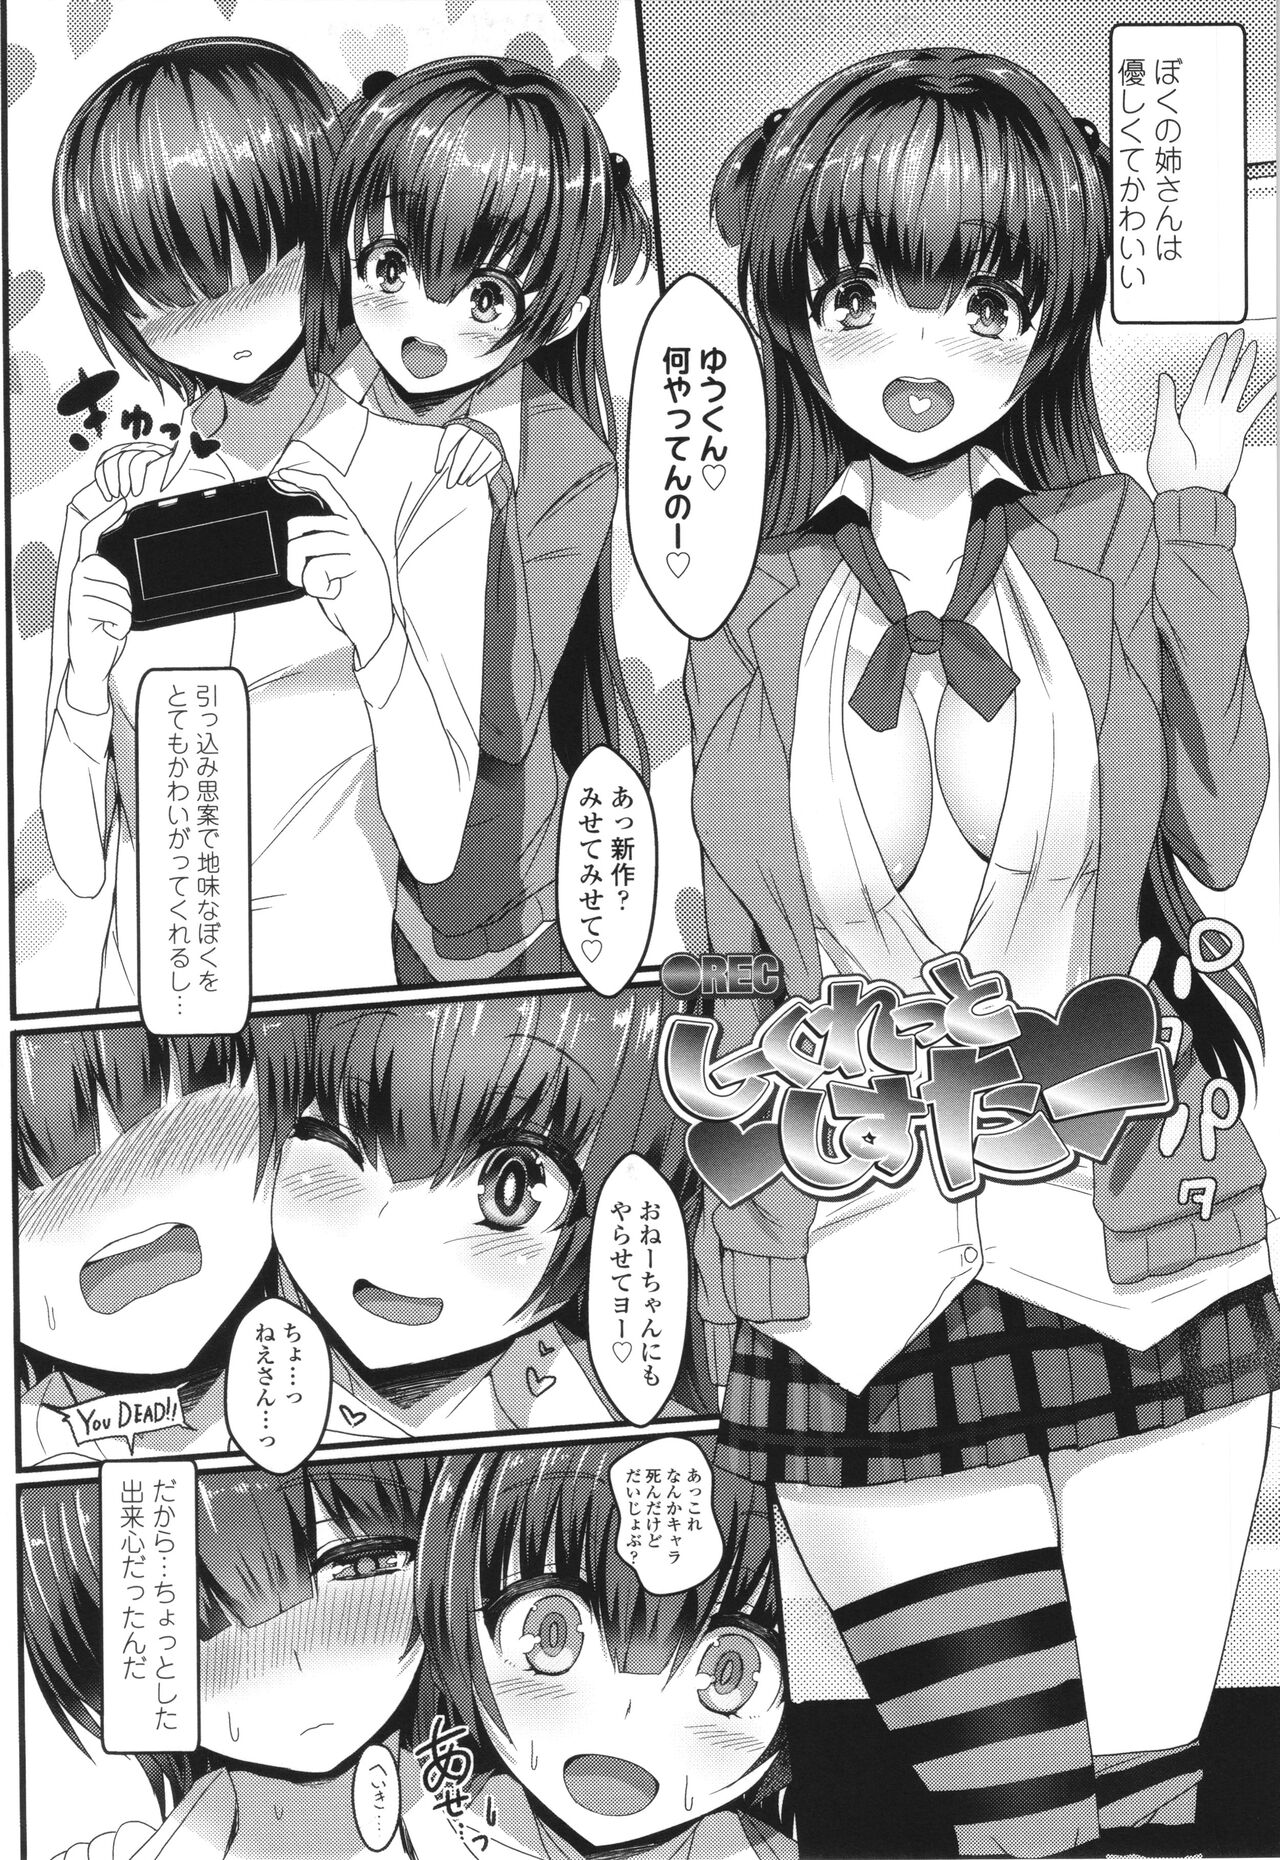 ぼくの姉さんは
優しくてかわいい
ゆうくん♡
何やってんのー♡
パタ
パタ
●REC
しーくれっと
しすたー
ぎゅっ♥
あっ新作?
みせてみせて♡
引っ込み思案で地味なぼくを
とてもかわいがってくれるし…
おねーちゃんにも
やらせてヨー♡
ちょ…っ
ねえさん…っ
YOU DEAD!!
あっこれ
なんかキャラ
死んだけど
だいじょぶ?
あせ…っ
へいき…
だから…ちょっとした
出来心だったんだ